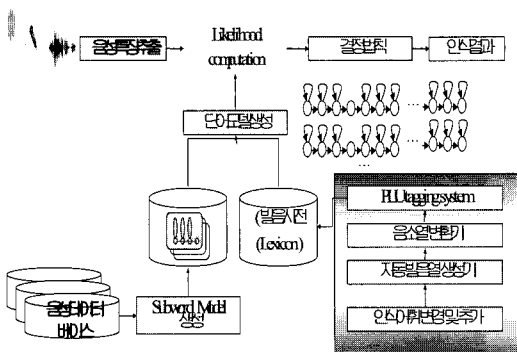 음성특징추출
Likelihood
computation
결정법칙
인식결과
단어모델생성
...
...
...
(발음사전
(Lexicon)
PLU tagging system
음소열변환기
자동발음열생성기
인식어휘변경및추가
음성데이터
베이스
Subword Model
생성